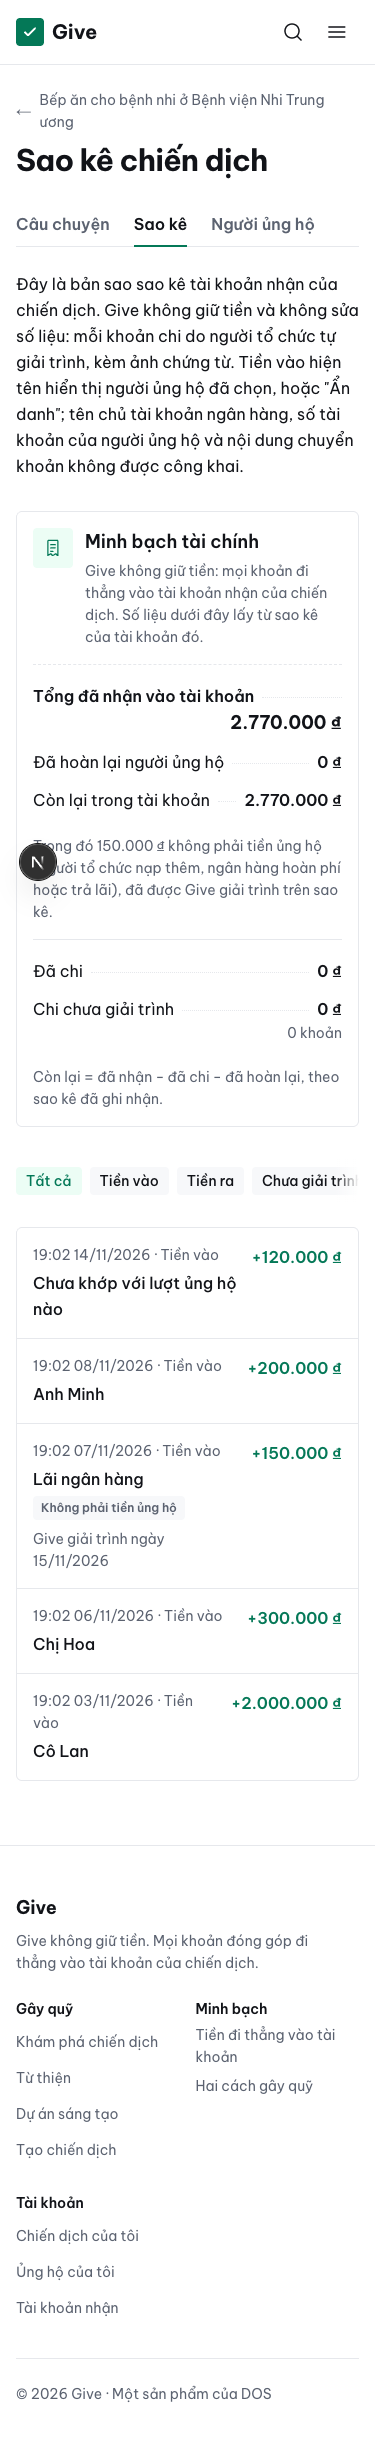 Give
← Bếp ăn cho bệnh nhi ở Bệnh viện Nhi Trung
ương
Sao kê chiến dịch
Câu chuyện Sao kê Người ủng hộ
Đây là bản sao sao kê tài khoản nhận của
chiến dịch. Give không giữ tiền và không sửa
số liệu: mỗi khoản chi do người tổ chức tự
giải trình, kèm ảnh chứng từ. Tiền vào hiện
tên hiển thị người ủng hộ đã chọn, hoặc "Ẩn
danh"; tên chủ tài khoản ngân hàng, số tài
khoản của người ủng hộ và nội dung chuyển
khoản không được công khai.
Minh bạch tài chính
Give không giữ tiền: mọi khoản đi
thẳng vào tài khoản nhận của chiến
dịch. Số liệu dưới đây lấy từ sao kê
của tài khoản đó.
Tổng đã nhận vào tài khoản
2.770.000 ₫
Đã hoàn lại người ủng hộ 0 ₫
Còn lại trong tài khoản 2.770.000 ₫
Trong đó 150.000 ₫ không phải tiền ủng hộ
tổ chức nạp thêm, ngân hàng hoàn phí
hoặc trả lãi), đã được Give giải trình trên sao
kê.
Đã chi 0 ₫
Chi chưa giải trình 0 ₫
0 khoản
Còn lại = đã nhận − đã chi − đã hoàn lại, theo
sao kê đã ghi nhận.
Tất cả Tiền vào Tiền ra Chưa giải trình
19:02 14/11/2026 · Tiền vào +120.000 ₫
Chưa khớp với lượt ủng hộ
nào
19:02 08/11/2026 · Tiền vào +200.000 ₫
Anh Minh
19:02 07/11/2026 · Tiền vào +150.000 ₫
Lãi ngân hàng
Không phải tiền ủng hộ
Give giải trình ngày
15/11/2026
19:02 06/11/2026 · Tiền vào +300.000 ₫
Chị Hoa
19:02 03/11/2026 · Tiền +2.000.000 ₫
vào
Cô Lan
Give
Give không giữ tiền. Mọi khoản đóng góp đi
thẳng vào tài khoản của chiến dịch.
Gây quỹ
Khám phá chiến dịch
Từ thiện
Dự án sáng tạo
Tạo chiến dịch
Minh bạch
Tiền đi thẳng vào tài
khoản
Hai cách gây quỹ
Tài khoản
Chiến dịch của tôi
Ủng hộ của tôi
Tài khoản nhận
© 2026 Give · Một sản phẩm của DOS